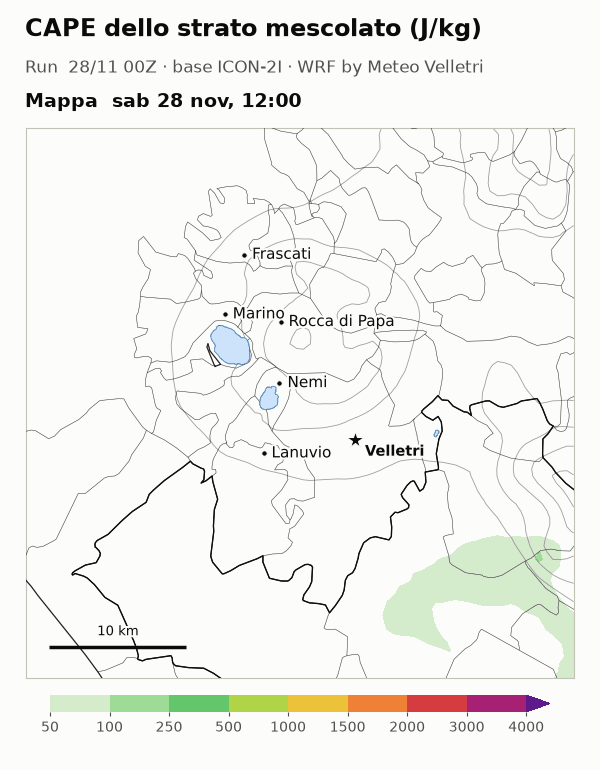 CAPE dello strato mescolato (J/kg)
Run  28/11 00Z · base ICON-2I · WRF by Meteo Velletri
Mappa  sab 28 nov, 12:00
Frascati
Marino
Rocca di Papa
Nemi
Velletri
Lanuvio
10 km
50 100 250 500 1000 1500 2000 3000 4000